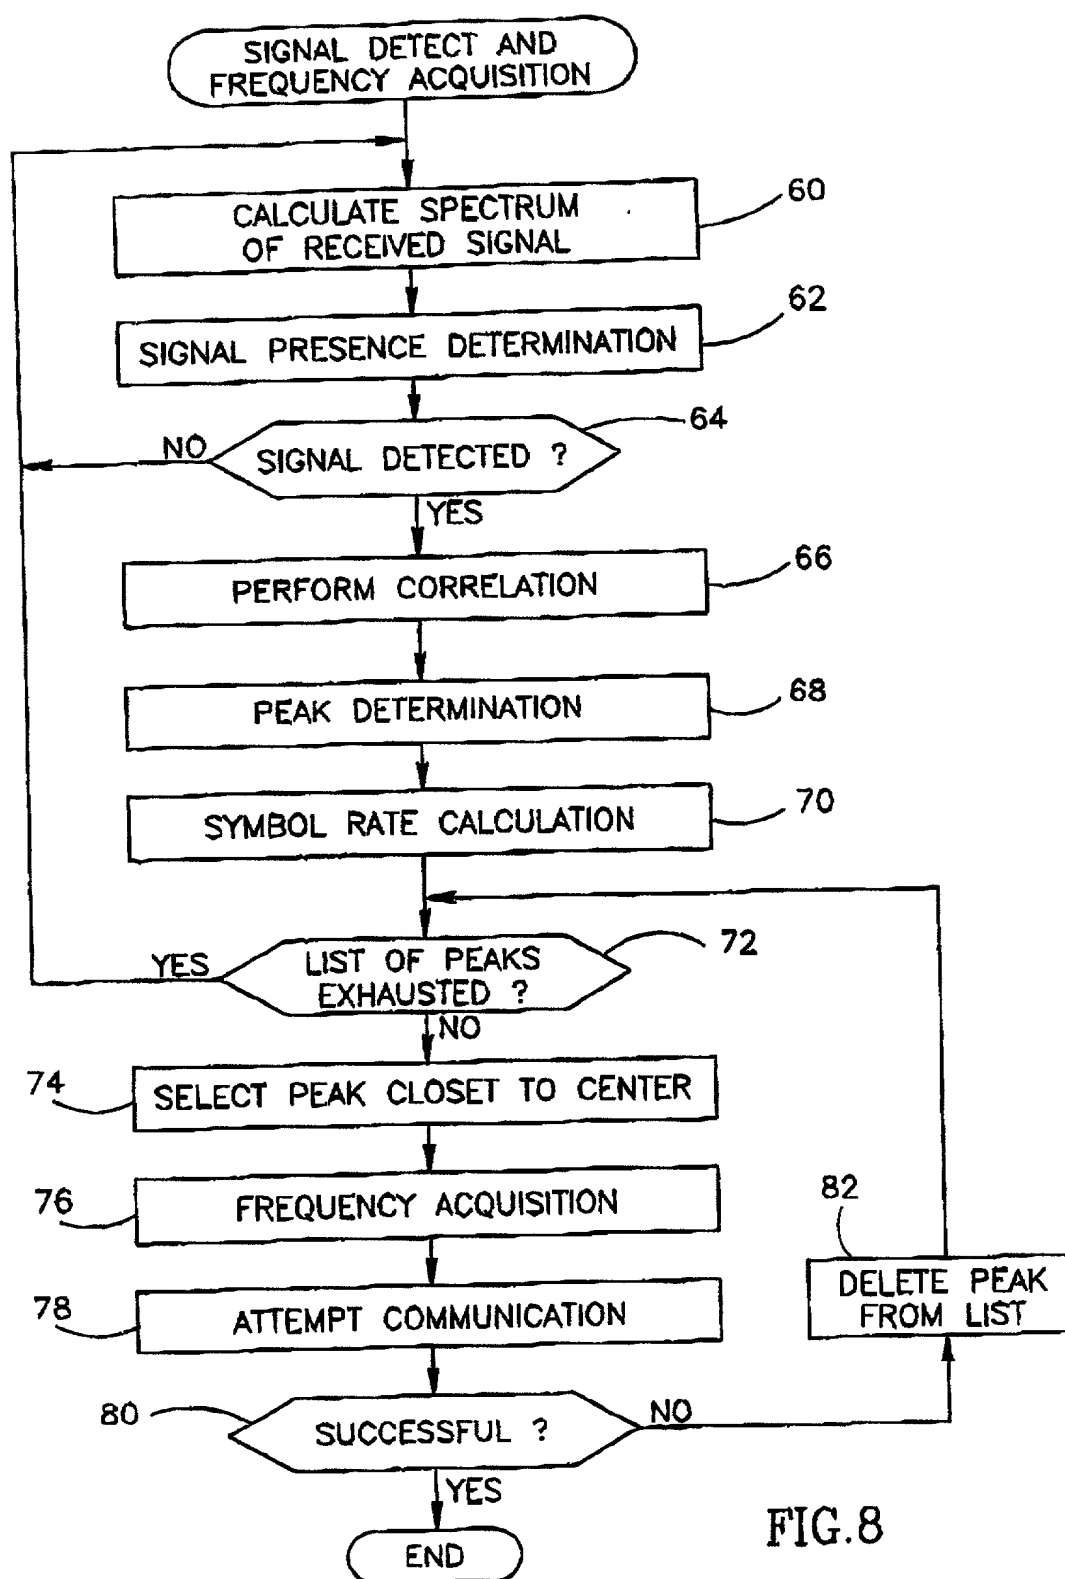 SIGNAL DETECT AND
FREQUENCY ACQUISITION
CALCULATE SPECTRUM
OF RECEIVED SIGNAL
60
SIGNAL PRESENCE DETERMINATION
62
SIGNAL DETECTED ?
64
NO
YES
PERFORM CORRELATION
66
PEAK DETERMINATION
68
SYMBOL RATE CALCULATION
70
LIST OF PEAKS
EXHAUSTED ?
72
YES
NO
74
SELECT PEAK CLOSET TO CENTER
76
FREQUENCY ACQUISITION
82
DELETE PEAK
FROM LIST
78
ATTEMPT COMMUNICATION
80
SUCCESSFUL ?
NO
YES
END
FIG.8